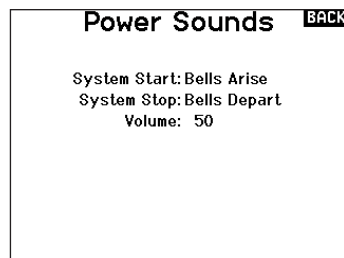 Power Sounds BACK
System Start: Bells Arise
System Stop: Bells Depart
Volume: 50